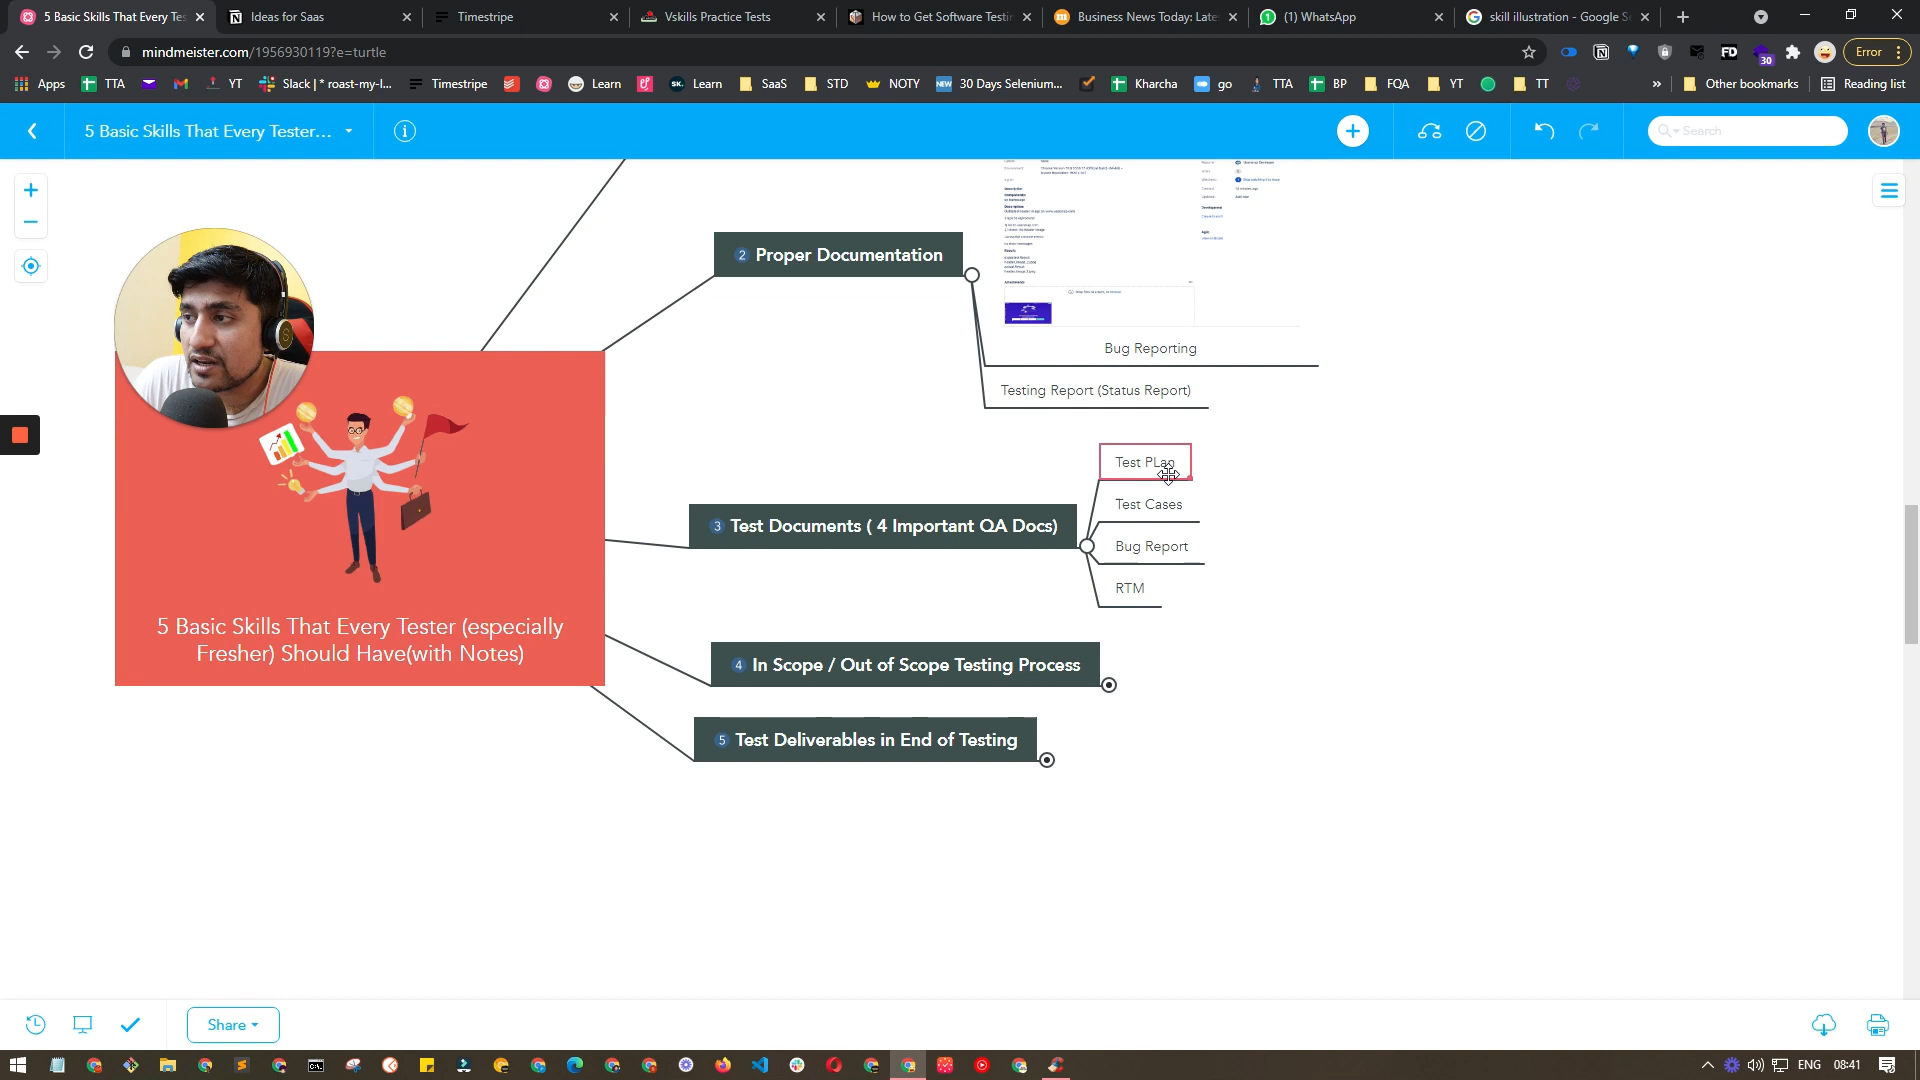 5 Basic Skills That Every Te
Ideas for Saas
Timestripe
Vskills Practice Tests
How to Get Software Testin
Business News Today: Late
(1) WhatsApp
skill illustration - Google S
mindmeister.com/1956930119?e=turtle
FD
30
Error
Apps
TTA
YT
Slack | * roast-my-l...
Timestripe
Learn
SK.
Learn
SaaS
STD
NOTY
NEW
30 Days Selenium...
Kharcha
go
TTA
BP
FQA
YT
TT
»
Other bookmarks
Reading list
5 Basic Skills That Every Tester...
Search
2 Proper Documentation
Bug Reporting
Testing Report (Status Report)
Test PLan
Test Cases
3 Test Documents ( 4 Important QA Docs)
Bug Report
RTM
5 Basic Skills That Every Tester (especially
Fresher) Should Have(with Notes)
4 In Scope / Out of Scope Testing Process
5 Test Deliverables in End of Testing
Share
ENG
08:41